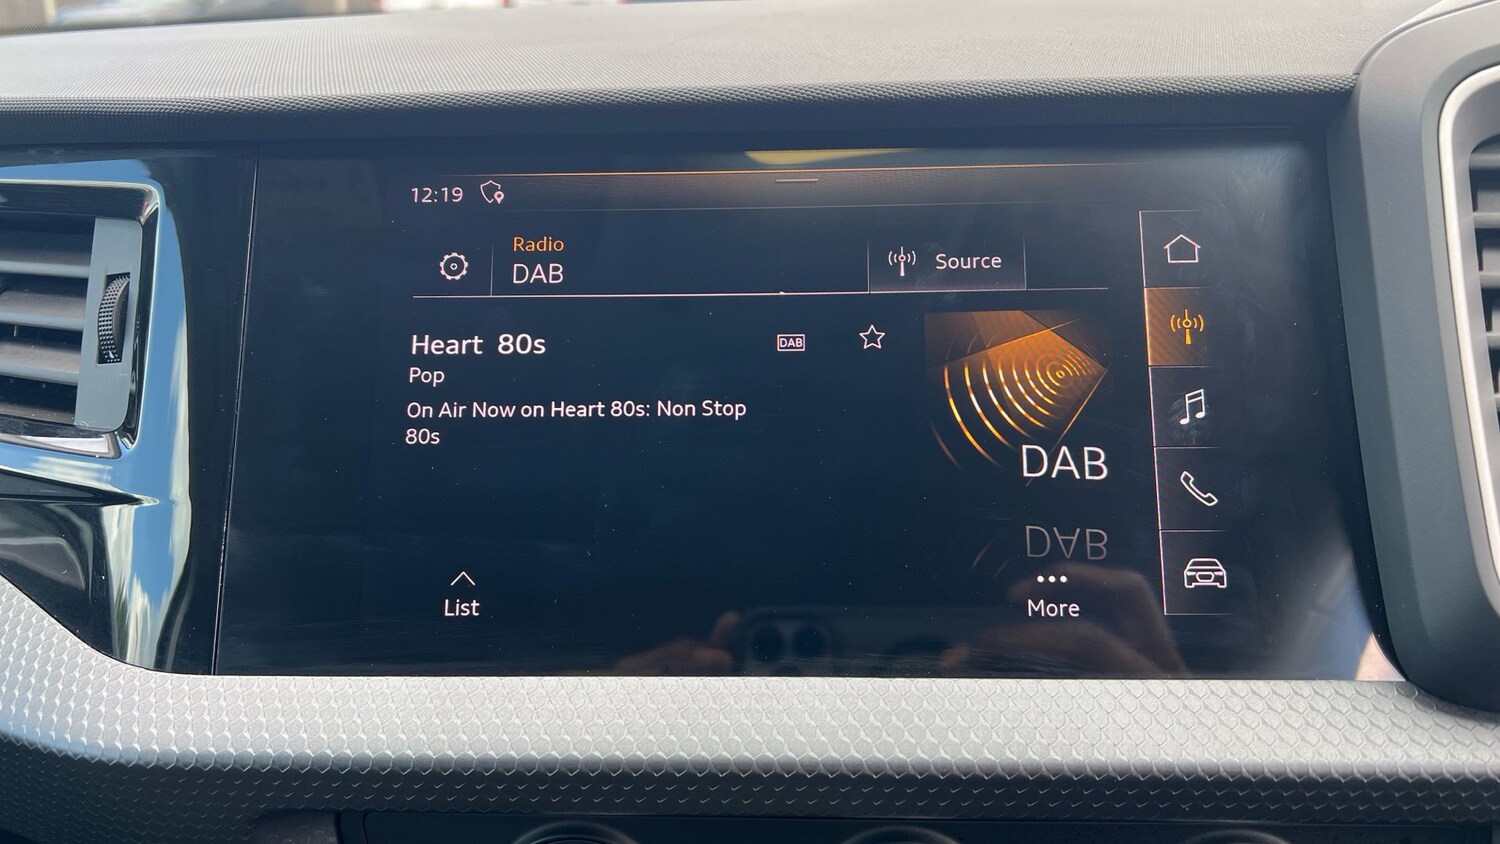 12:19
Radio
DAB
Source
Heart 80s
DAB
Pop
On Air Now on Heart 80s: Non Stop
80s
DAB
DAB
List
More